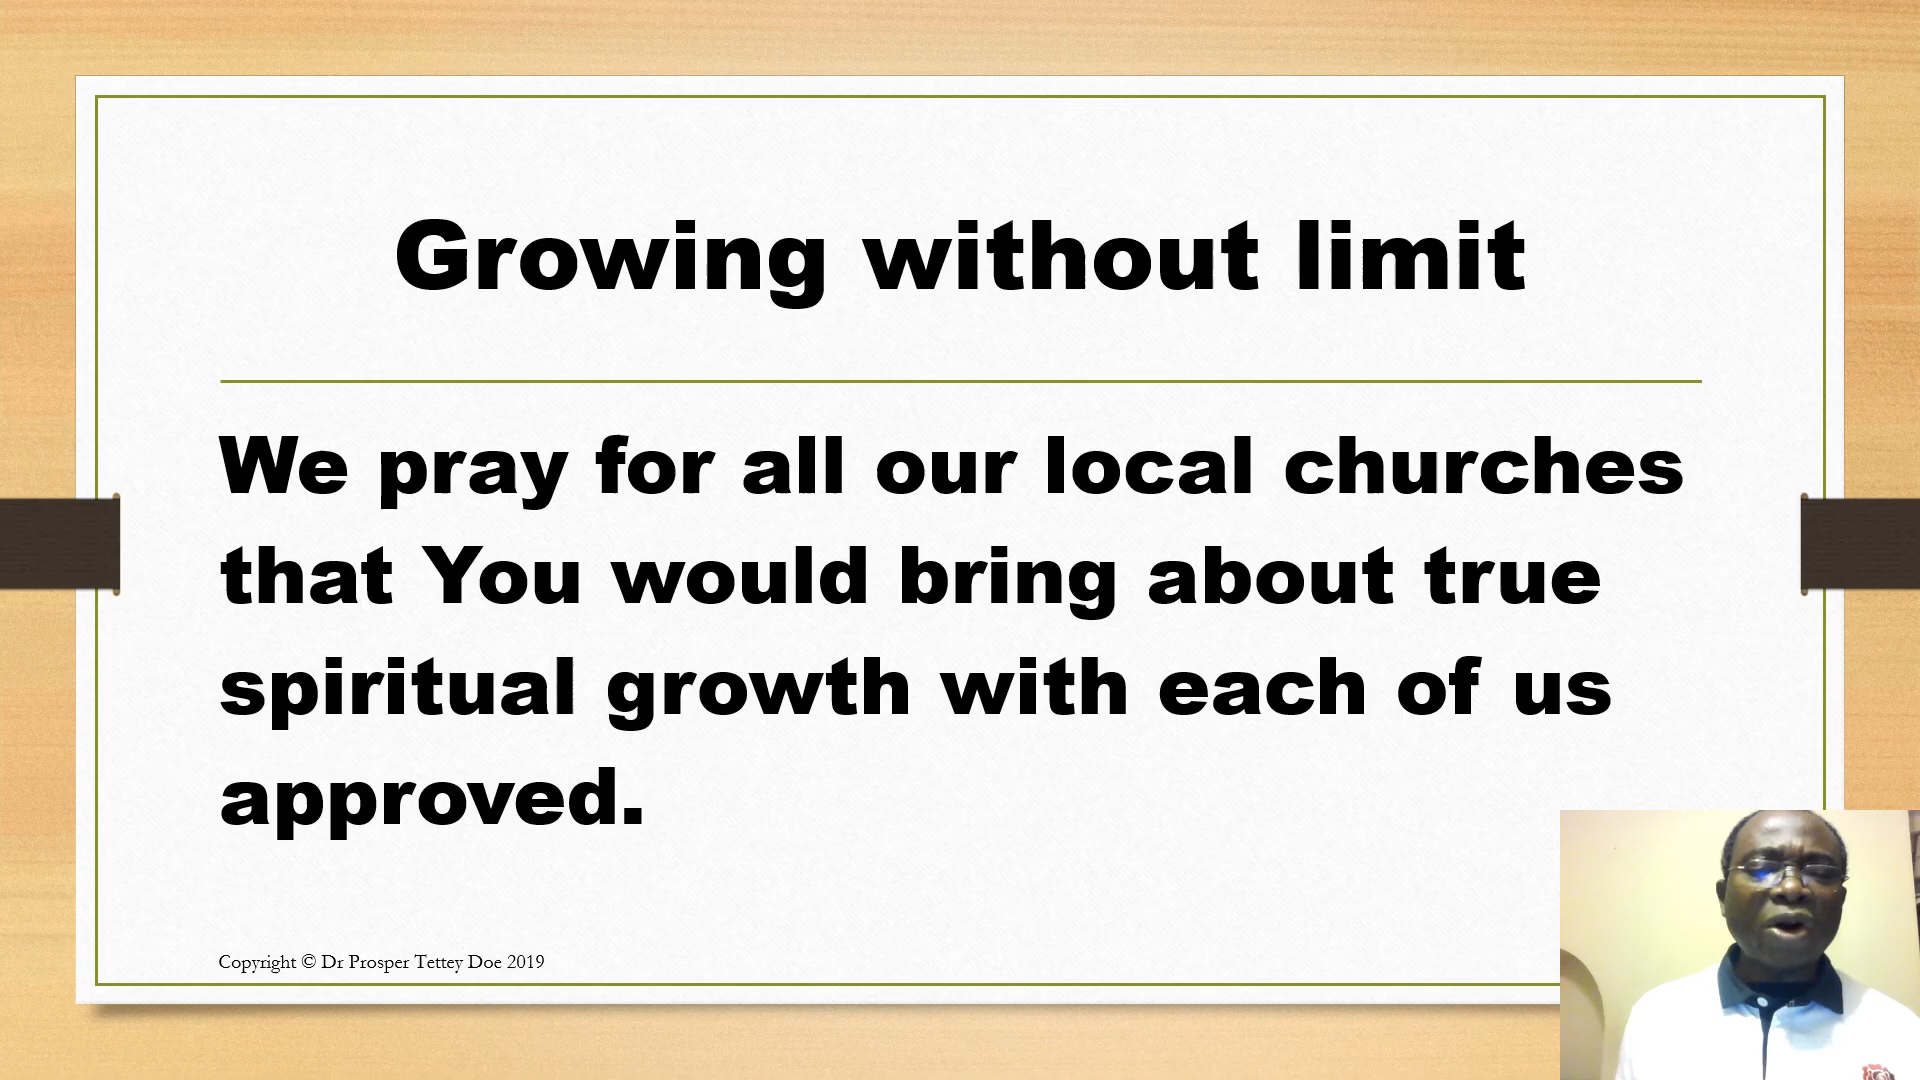 Growing without limit
We pray for all our local churches
that You would bring about true
spiritual growth with each of us
approved.
Copyright © Dr Prosper Tettey Doe 2019